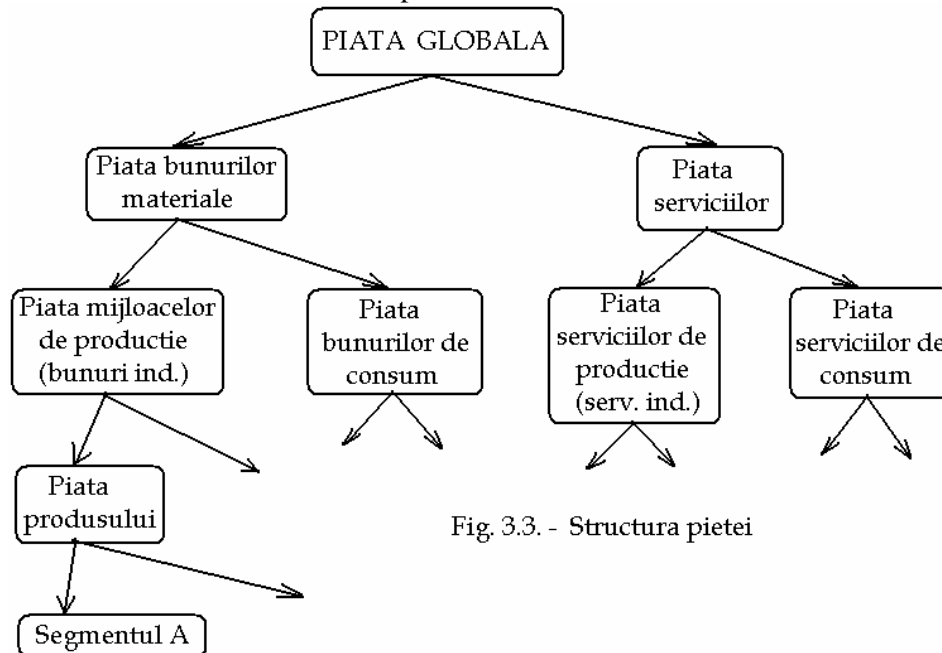 PIATA GLOBALA
Piata bunurilor
materiale
Piata
serviciilor
Piata mijloacelor
de productie
(bunuri ind.)
Piata
bunurilor de
consum
Piata
serviciilor de
productie
(serv. ind.)
Piata
serviciilor de
consum
Piata
produsului
Fig. 3.3. - Structura pietei
Segmentul A